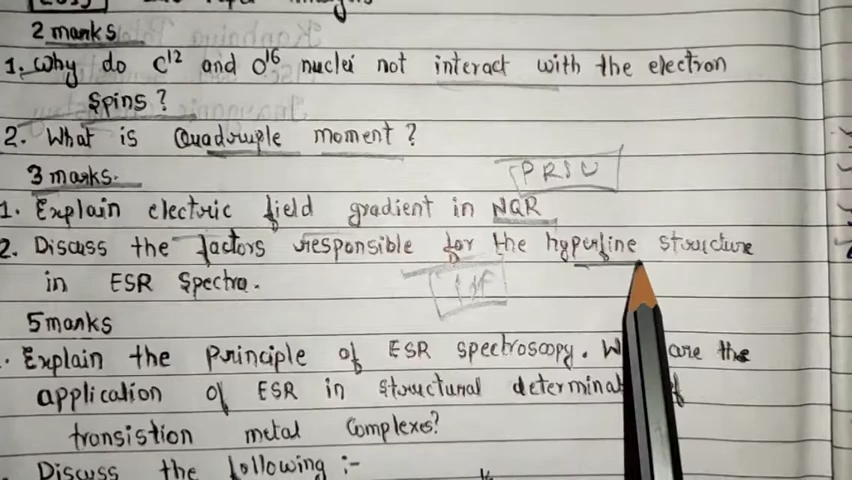 2 marks
1. Why do C12 and O16 nuclei not interact with the electron
spins?
2. What is Quadruple moment?
PRSU
3 marks.
1. Explain electric field gradient in NQR
2. Discuss the factors responsible for the hyperfine structure
in ESR Spectra.
5 marks
. Explain the principle of ESR spectroscopy. are the
application of ESR in structural
transistion metal Complexes?
Discuss the following :-